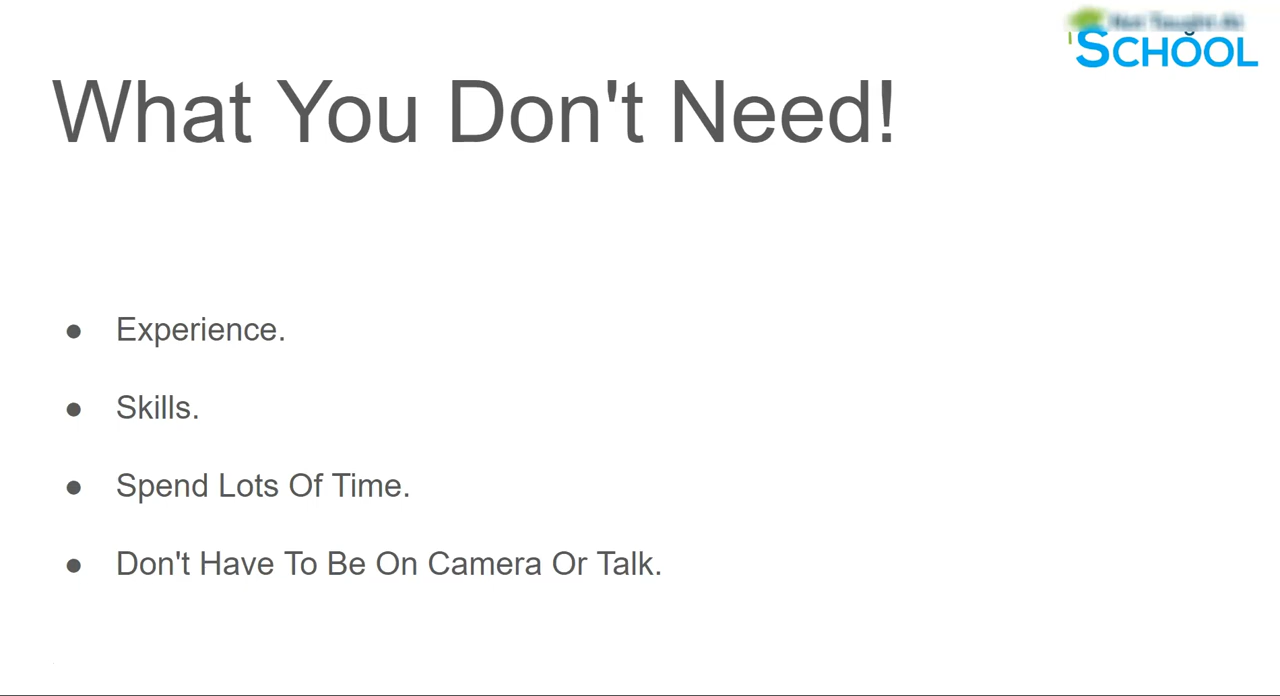 SCHOOL
What You Don't Need!
● Experience.
● Skills.
● Spend Lots Of Time.
● Don't Have To Be On Camera Or Talk.